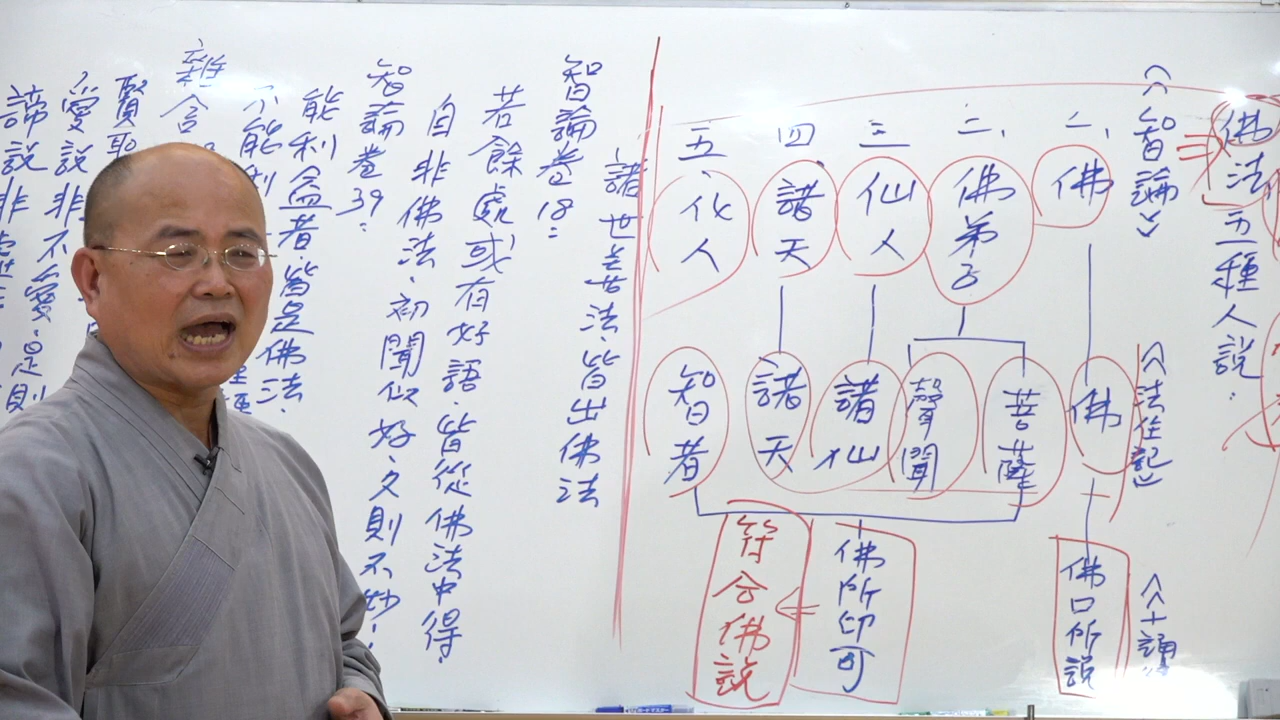 佛法五種人說．
《智論》
一、佛
二、佛弟子
三仙人
四諸天
五、化人
《法住記》
佛
菩薩
聲聞
諸仙
諸天
智者
《十誦
佛口所說
佛所印可
符合佛說
諸世善法．皆出佛法
智論卷18：
若餘處或有好語．皆從佛法中得．
自非佛法．初聞似好．久則不妙！
智論卷39：
能利益者．皆是佛法．
不能利
雜含
賢聖
愛說非不愛．是則
諦說非